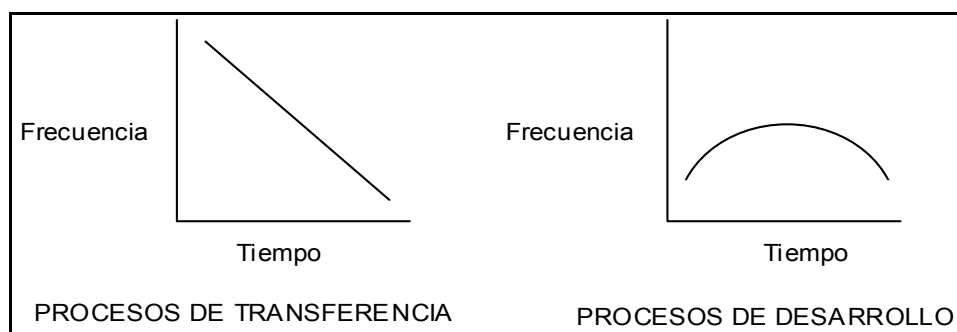 Frecuencia
Tiempo
PROCESOS DE TRANSFERENCIA
Frecuencia
Tiempo
PROCESOS DE DESARROLLO